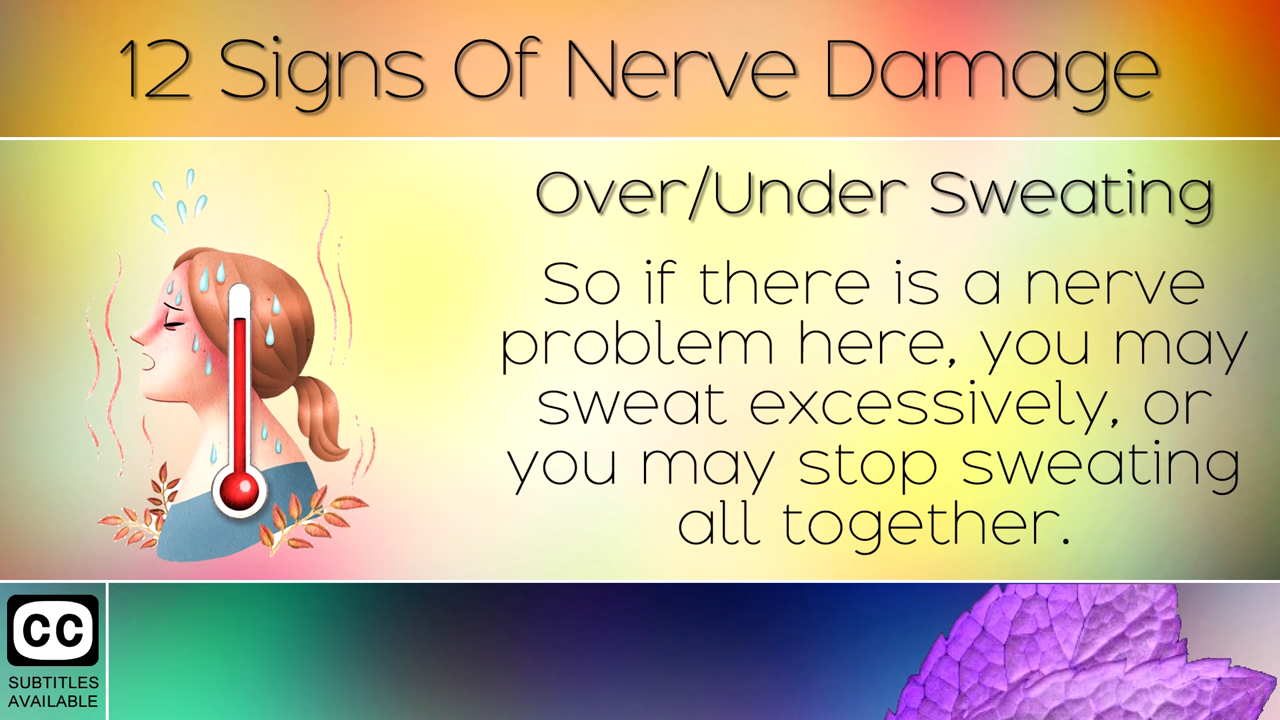 12 Signs Of Nerve Damage
Over/Under Sweating
So if there is a nerve
problem here, you may
sweat excessively, or
you may stop sweating
all together.
CC
SUBTITLES
AVAILABLE